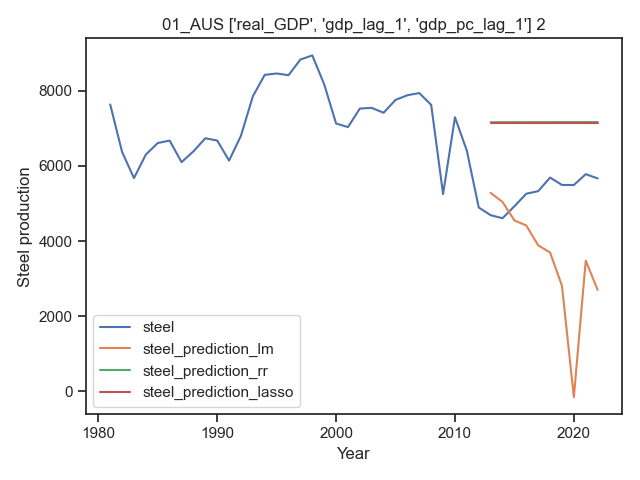 01_AUS ['real_GDP', 'gdp_lag_1', 'gdp_pc_lag_1'] 2
Steel production
8000
6000
4000
2000
0
steel
steel_prediction_lm
steel_prediction_rr
steel_prediction_lasso
1980
1990
2000
2010
2020
Year